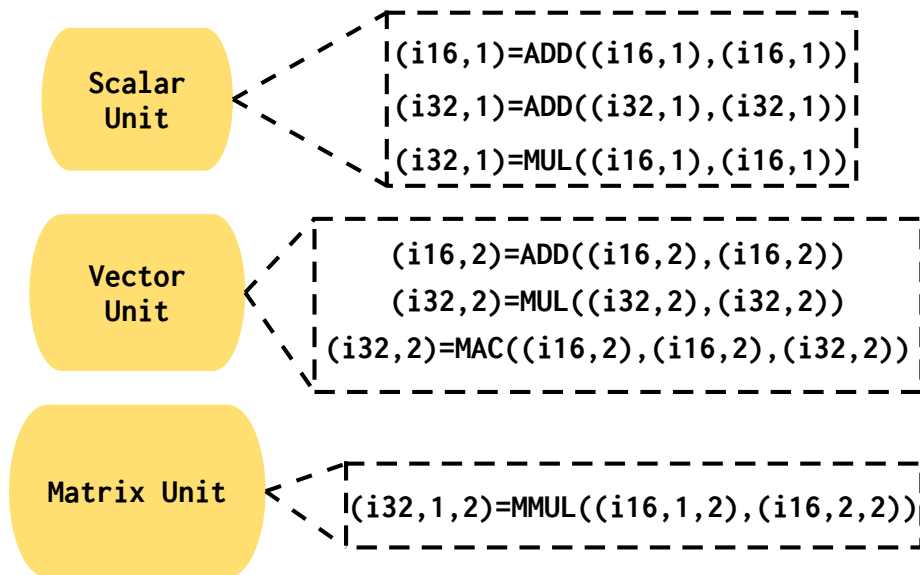 Scalar
Unit
(i16,1)=ADD((i16,1),(i16,1))
(i32,1)=ADD((i32,1),(i32,1))
(i32,1)=MUL((i16,1),(i16,1))
Vector
Unit
(i16,2)=ADD((i16,2),(i16,2))
(i32,2)=MUL((i32,2),(i32,2))
(i32,2)=MAC((i16,2),(i16,2),(i32,2))
Matrix Unit
(i32,1,2)=MMUL((i16,1,2),(i16,2,2))